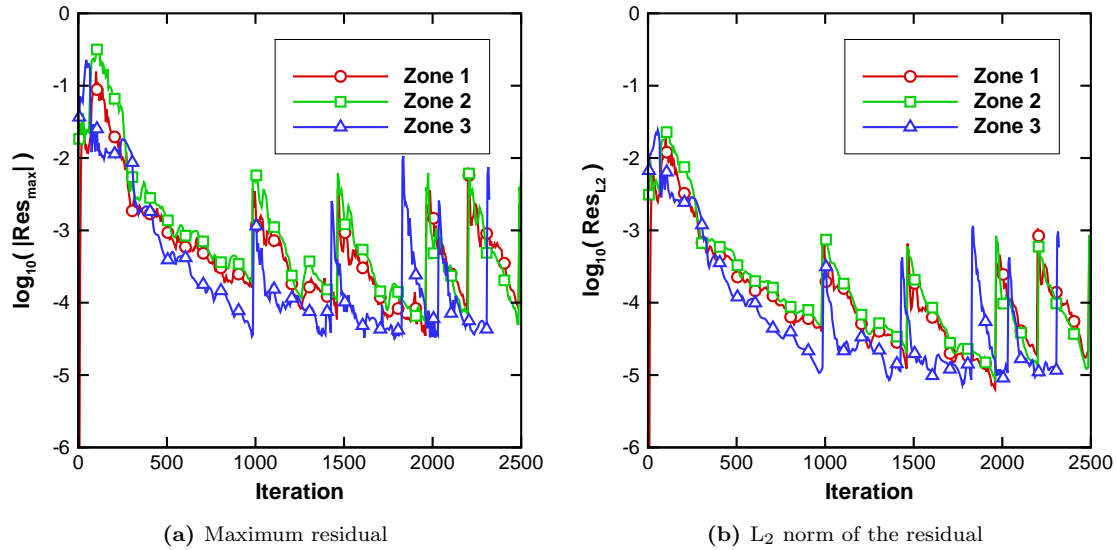 0
-1
-2
-3
-4
-5
-6
log10( |Resmax| )
Zone 1
Zone 2
Zone 3
0
500
1000
1500
2000
2500
Iteration
(a) Maximum residual
0
-1
-2
-3
-4
-5
-6
log10( ResL2 )
Zone 1
Zone 2
Zone 3
0
500
1000
1500
2000
2500
Iteration
(b) L2 norm of the residual